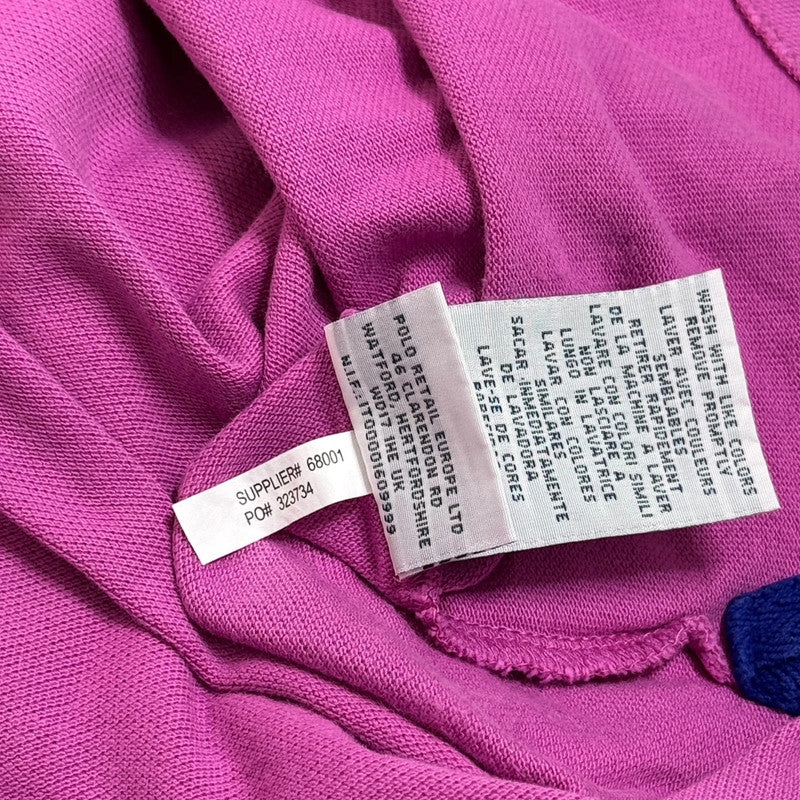 SUPPLIER# 68001
PO# 323734
POLO RETAIL EUROPE LTD
46 CLARENDON RD
WATFORD, HERTFORDSHIRE
WD17 THE UK
N.I.F.:IT00001609999
WASH WITH LIKE COLORS
REMOVE PROMPTLY
LAVER AVEC COULEURS
SEMBLABLES
RETIRER RAPIDEMENT
DE LA MACHINE A LAVER
LAVARE CON COLORI SIMILI
NON LASCIARE A
LUNGO IN LAVATRICE
LAVAR CON COLORES
SIMILARES
SACAR INMEDIATAMENTE
DE LAVADORA
LAVE-SE DE CORES